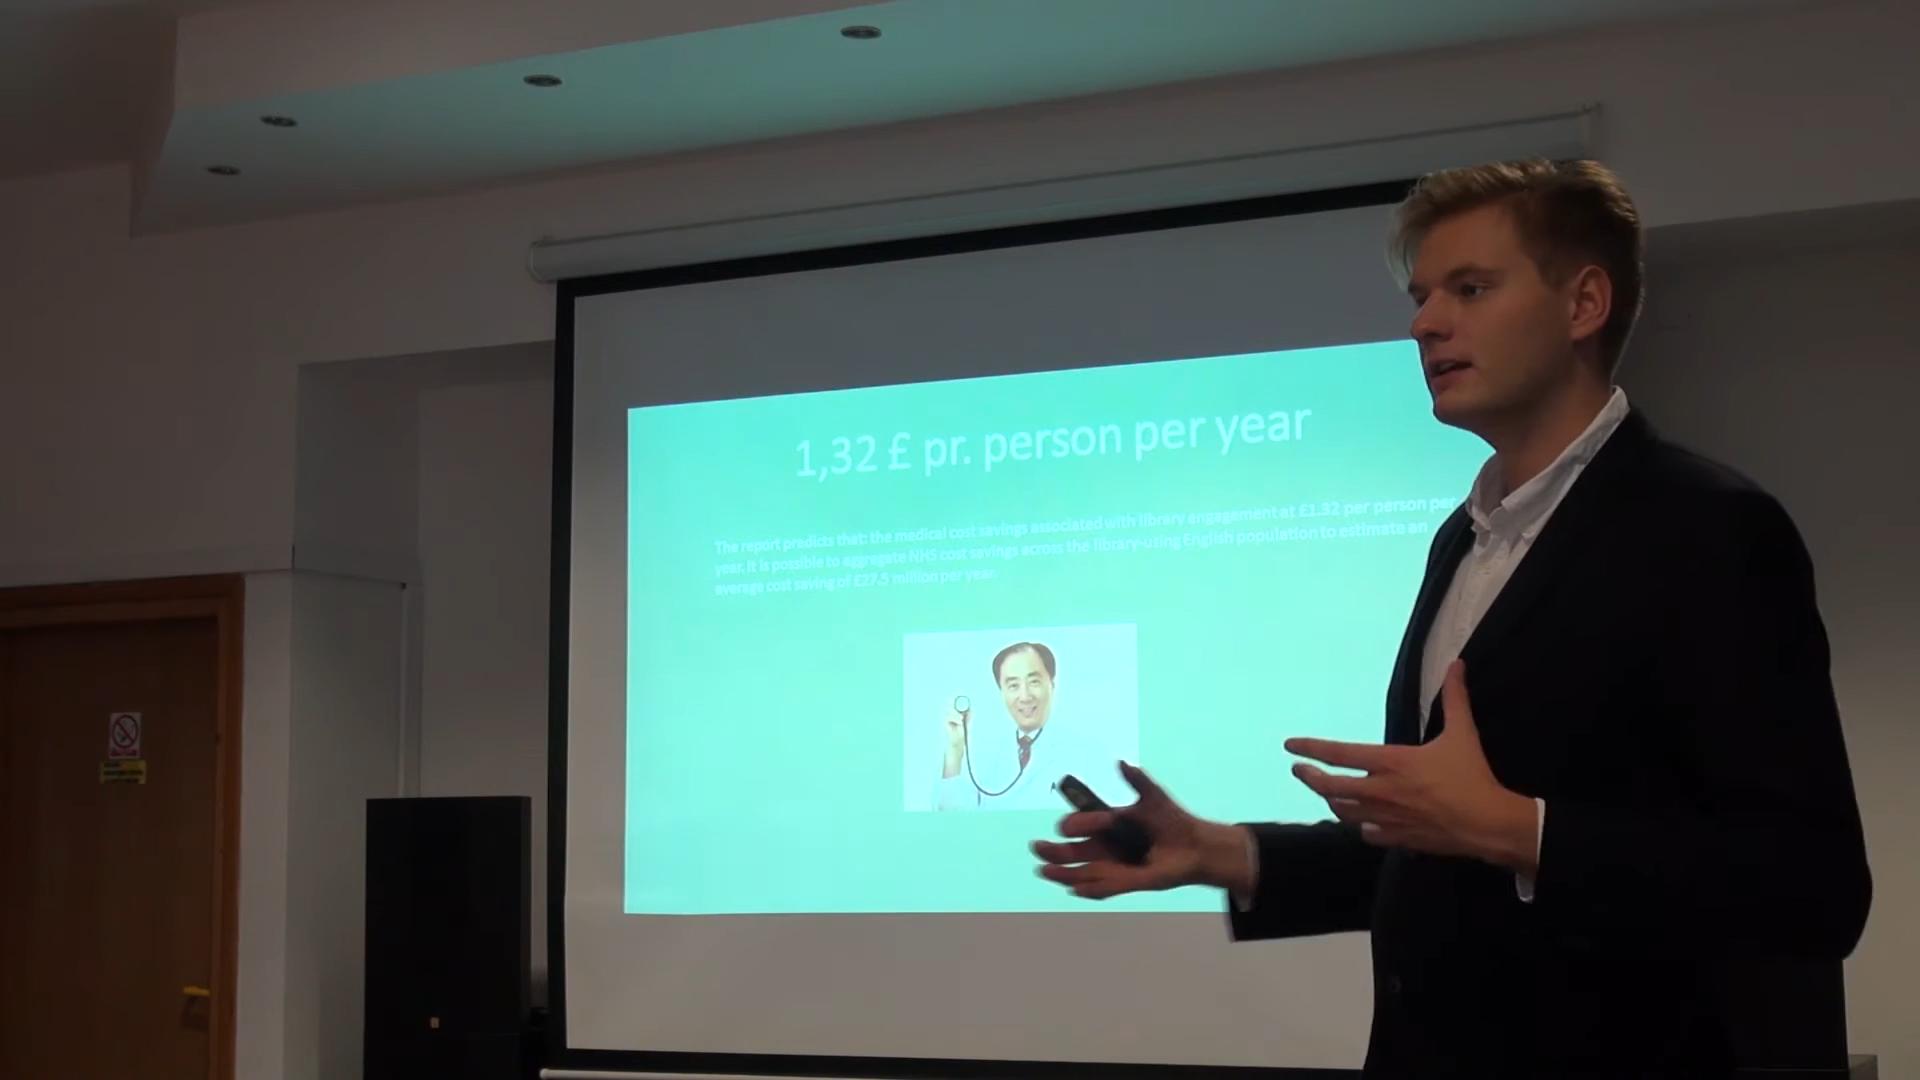 1,32 £ pr. person per year
The report predicts that: the medical cost savings associated with library engagement at £1.32 per person per
year. It is possible to aggregate NHS cost savings across the library-using English population to estimate an
average cost saving of £27.5 million per year.